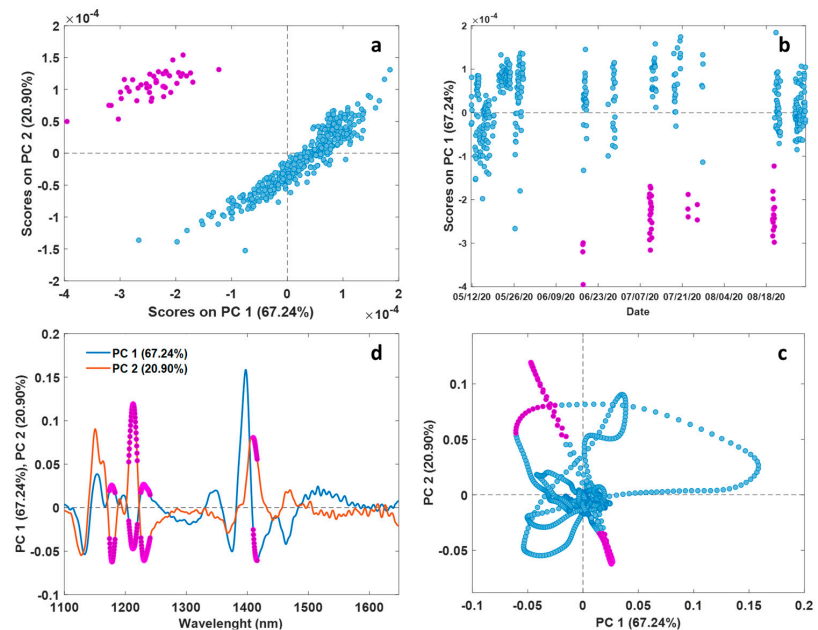 ×10⁻⁴
a
2
1.5
1
0.5
0
-0.5
-1
-1.5
-2
Scores on PC 2 (20.90%)
-4
-3
-2
-1
0
1
2
Scores on PC 1 (67.24%)
×10⁻⁴
×10⁻⁴
b
2
1
0
-1
-2
-3
-4
Scores on PC 1 (67.24%)
05/12/20 05/26/20 06/09/20 06/23/20 07/07/20 07/21/20 08/04/20 08/18/20
Date
d
PC 1 (67.24%)
PC 2 (20.90%)
0.2
0.15
0.1
0.05
0
-0.05
-0.1
PC 1 (67.24%), PC 2 (20.90%)
1100 1200 1300 1400 1500 1600
Wavelenght (nm)
c
0.1
0.05
0
-0.05
PC 2 (20.90%)
-0.1 -0.05 0 0.05 0.1 0.15 0.2
PC 1 (67.24%)